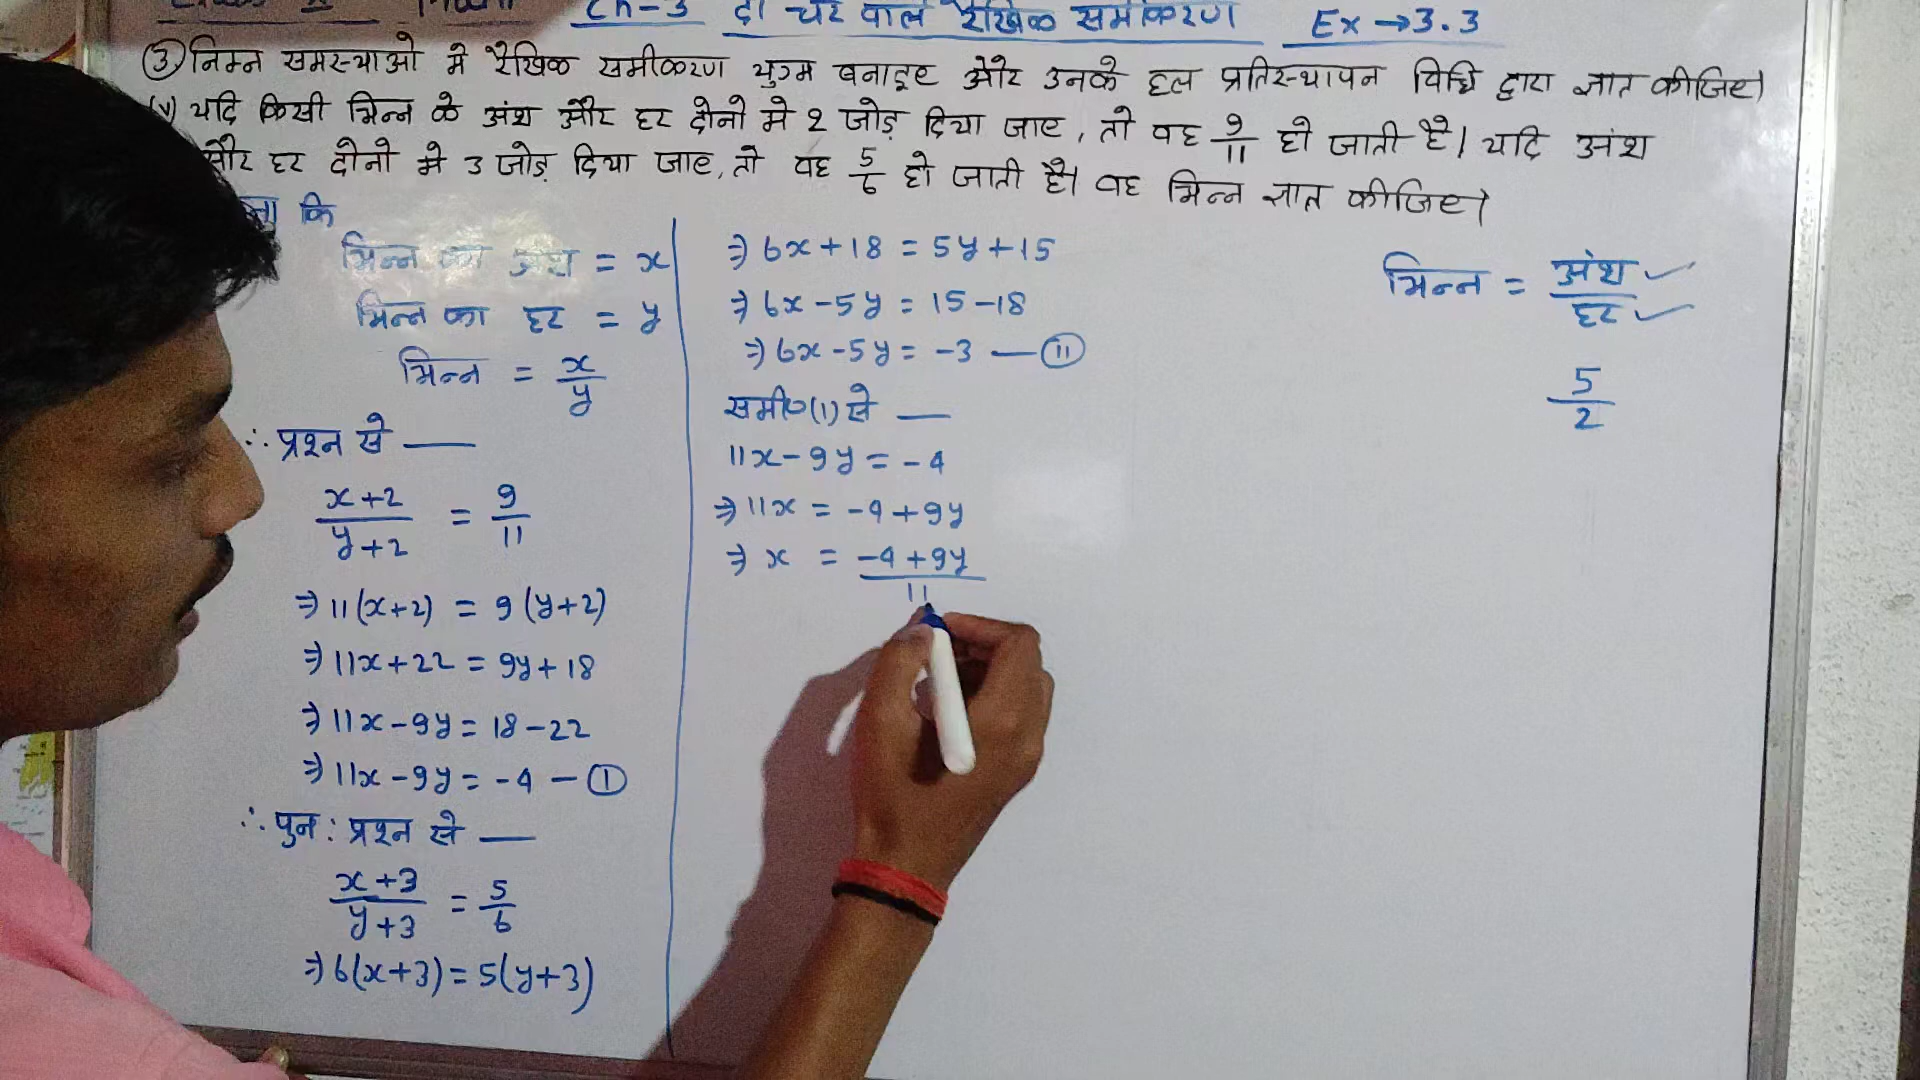 Ch-3 दो चर वाले रैखिक समीकरण Ex→3.3
③ निम्न समस्याओ मे रैखिक समीकरण युग्म बनाइए और उनके हल प्रतिस्थापन विधि द्वारा ज्ञात कीजिए।
यदि किसी भिन्न के अंश और हर दोनो मे 2 जोड़ दिया जाए, तो वह 9/11 हो जाती है। यदि अंश
और हर दोनो मे 3 जोड़ दिया जाए, तो वह 5/6 हो जाती है। वह भिन्न ज्ञात कीजिए।
कि
भिन्न का अंश = x
भिन्न का हर = y
भिन्न = x/y
∴ प्रश्न से —
(x+2)/(y+2) = 9/11
⇒ 11(x+2) = 9(y+2)
⇒ 11x+22 = 9y+18
⇒ 11x-9y = 18-22
⇒ 11x-9y = -4 — ①
∴ पुन: प्रश्न से —
(x+3)/(y+3) = 5/6
⇒ 6(x+3) = 5(y+3)
⇒ 6x+18 = 5y+15
⇒ 6x-5y = 15-18
⇒ 6x-5y = -3 — ⑪
समी०(1) से —
11x-9y = -4
⇒ 11x = -4+9y
⇒ x = (-4+9y)/11
भिन्न = अंश ✓/हर ✓
5/2